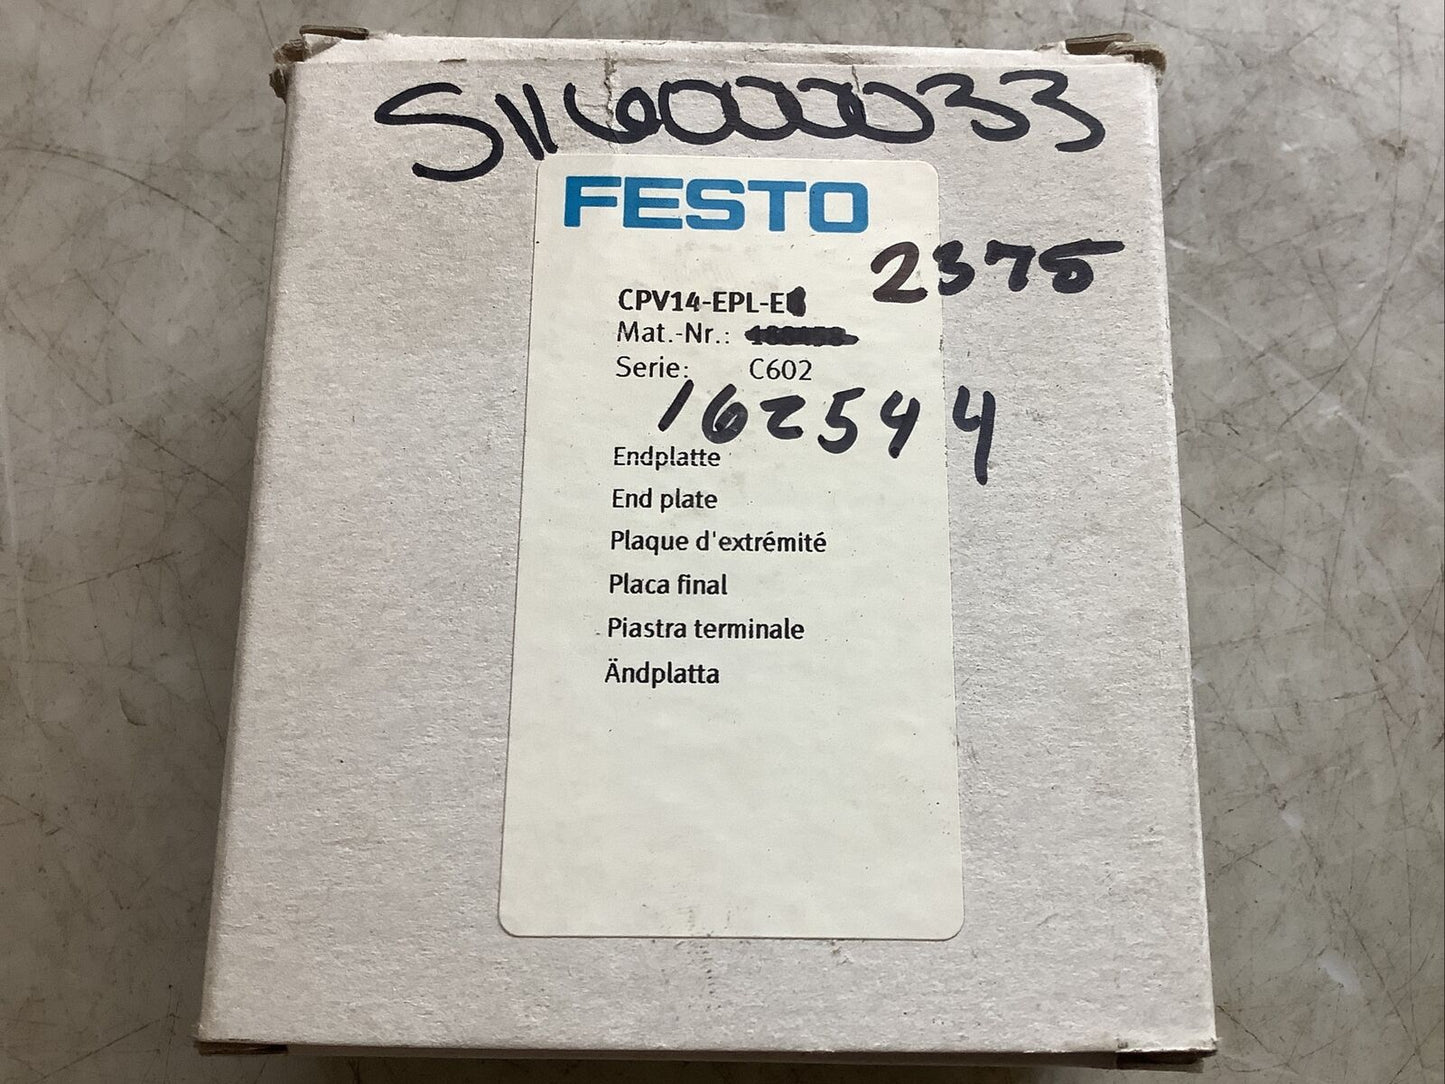 S116000033
FESTO
2375
CPV14-EPL-E
Mat.-Nr.:
Serie: C602
162544
Endplatte
End plate
Plaque d'extrémité
Placa final
Piastra terminale
Ändplatta